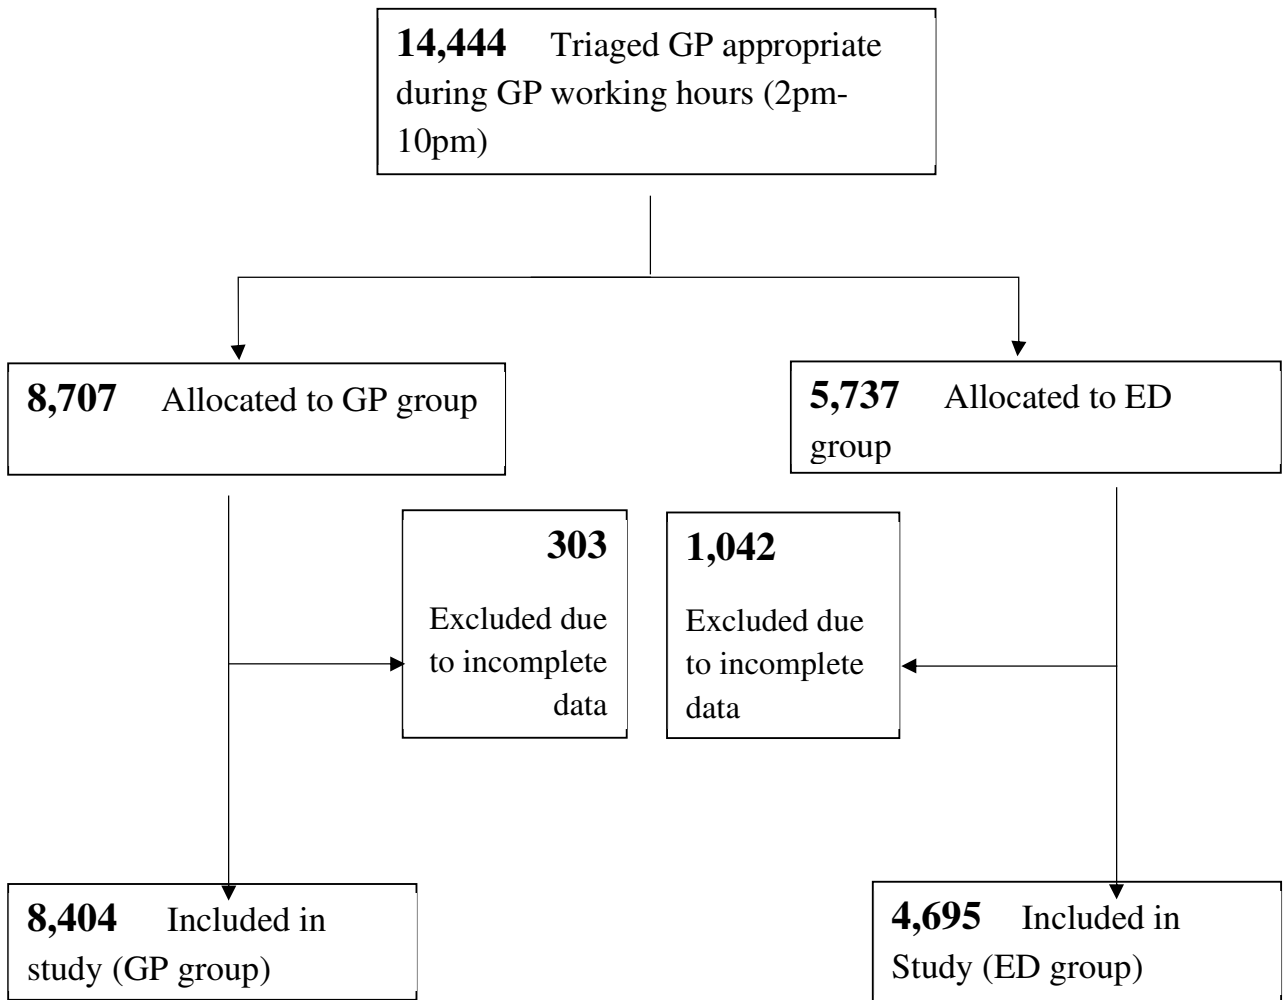 14,444 Triaged GP appropriate
during GP working hours (2pm-
10pm)
8,707 Allocated to GP group
5,737 Allocated to ED
group
303
Excluded due
to incomplete
data
1,042
Excluded due
to incomplete
data
8,404 Included in
study (GP group)
4,695 Included in
Study (ED group)